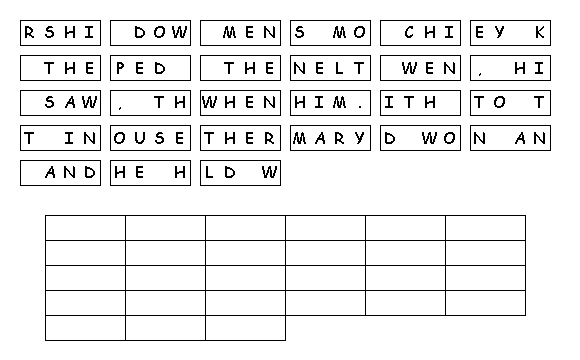 RSHI  DOW  MEN S MO  CHI EY K
 THE PED   THE NELT  WEN , HI
 SAW , TH WHEN HIM. ITH  TO T
T IN OUSE THER MARY D WO N AN
 AND HE H LD W